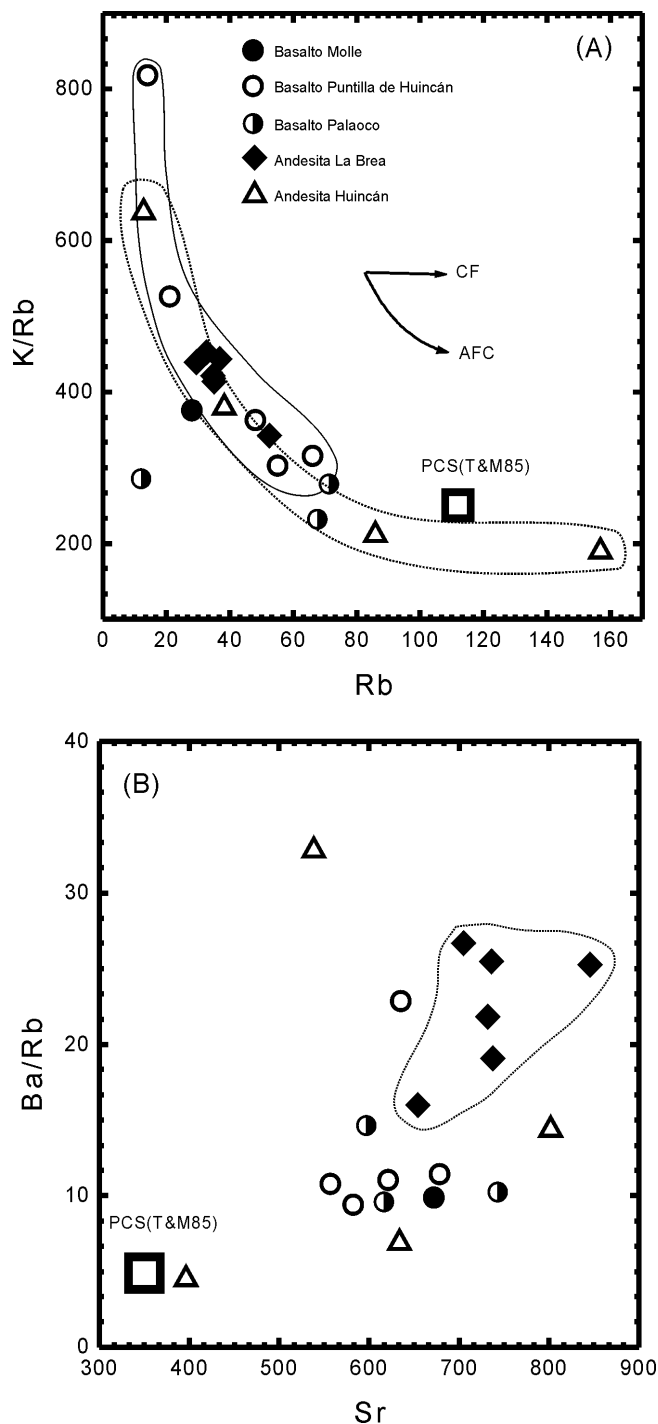 (A)
Basalto Molle
Basalto Puntilla de Huincán
Basalto Palaoco
Andesita La Brea
Andesita Huincán
800
600
400
200
K/Rb
CF
AFC
PCS(T&M85)
0 20 40 60 80 100 120 140 160
Rb
(B)
40
30
20
10
0
Ba/Rb
PCS(T&M85)
300 400 500 600 700 800 900
Sr